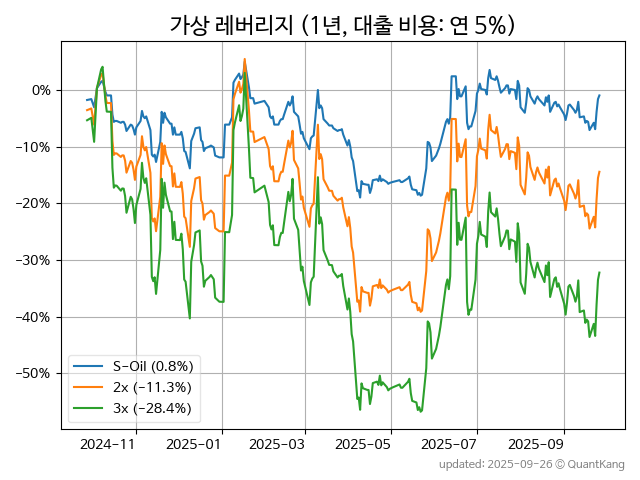 가상 레버리지 (1년, 대출 비용: 연 5%)
0%
−10%
−20%
−30%
−40%
−50%
S-Oil (0.8%)
2x (−11.3%)
3x (−28.4%)
2024-11
2025-01
2025-03
2025-05
2025-07
2025-09
updated: 2025-09-26 © QuantKang